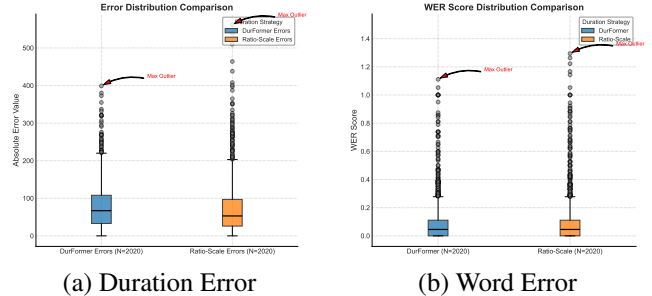 Error Distribution Comparison
Max Outlier
Duration Strategy
DurFormer Errors
Ratio-Scale Errors
500
400
Max Outlier
300
200
100
0
Absolute Error Value
DurFormer Errors (N=2020)
Ratio-Scale Errors (N=2020)
(a) Duration Error
WER Score Distribution Comparison
Duration Strategy
DurFormer
Ratio-Scale
Max Outlier
1.4
1.2
Max Outlier
1.0
0.8
0.6
0.4
0.2
0.0
WER Score
DurFormer (N=2020)
Ratio-Scale (N=2020)
(b) Word Error